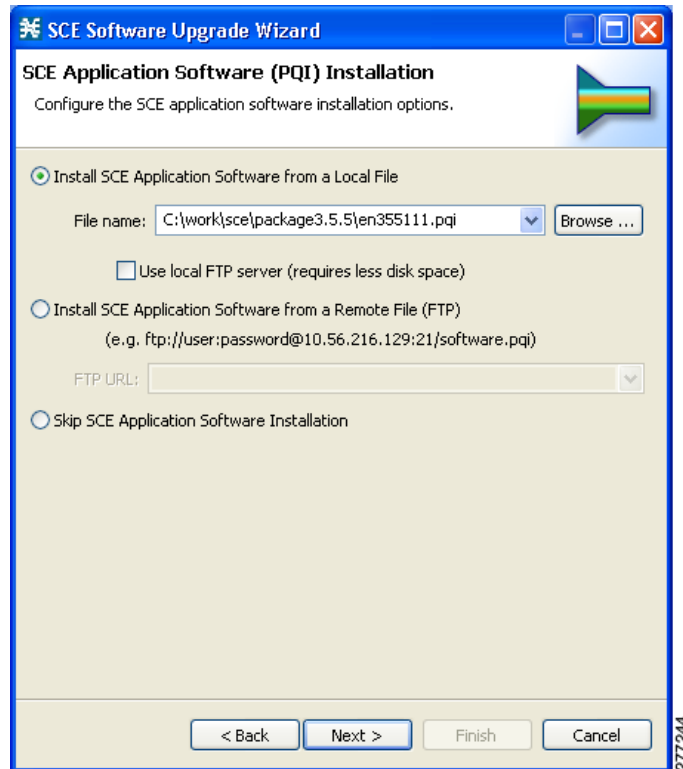 SCE Software Upgrade Wizard
SCE Application Software (PQI) Installation
Configure the SCE application software installation options.
Install SCE Application Software from a Local File
File name: C:\work\sce\package3.5.5\en355111.pqi Browse ...
Use local FTP server (requires less disk space)
Install SCE Application Software from a Remote File (FTP)
(e.g. ftp://user:password@10.56.216.129:21/software.pqi)
FTP URL:
Skip SCE Application Software Installation
< Back Next > Finish Cancel
277244